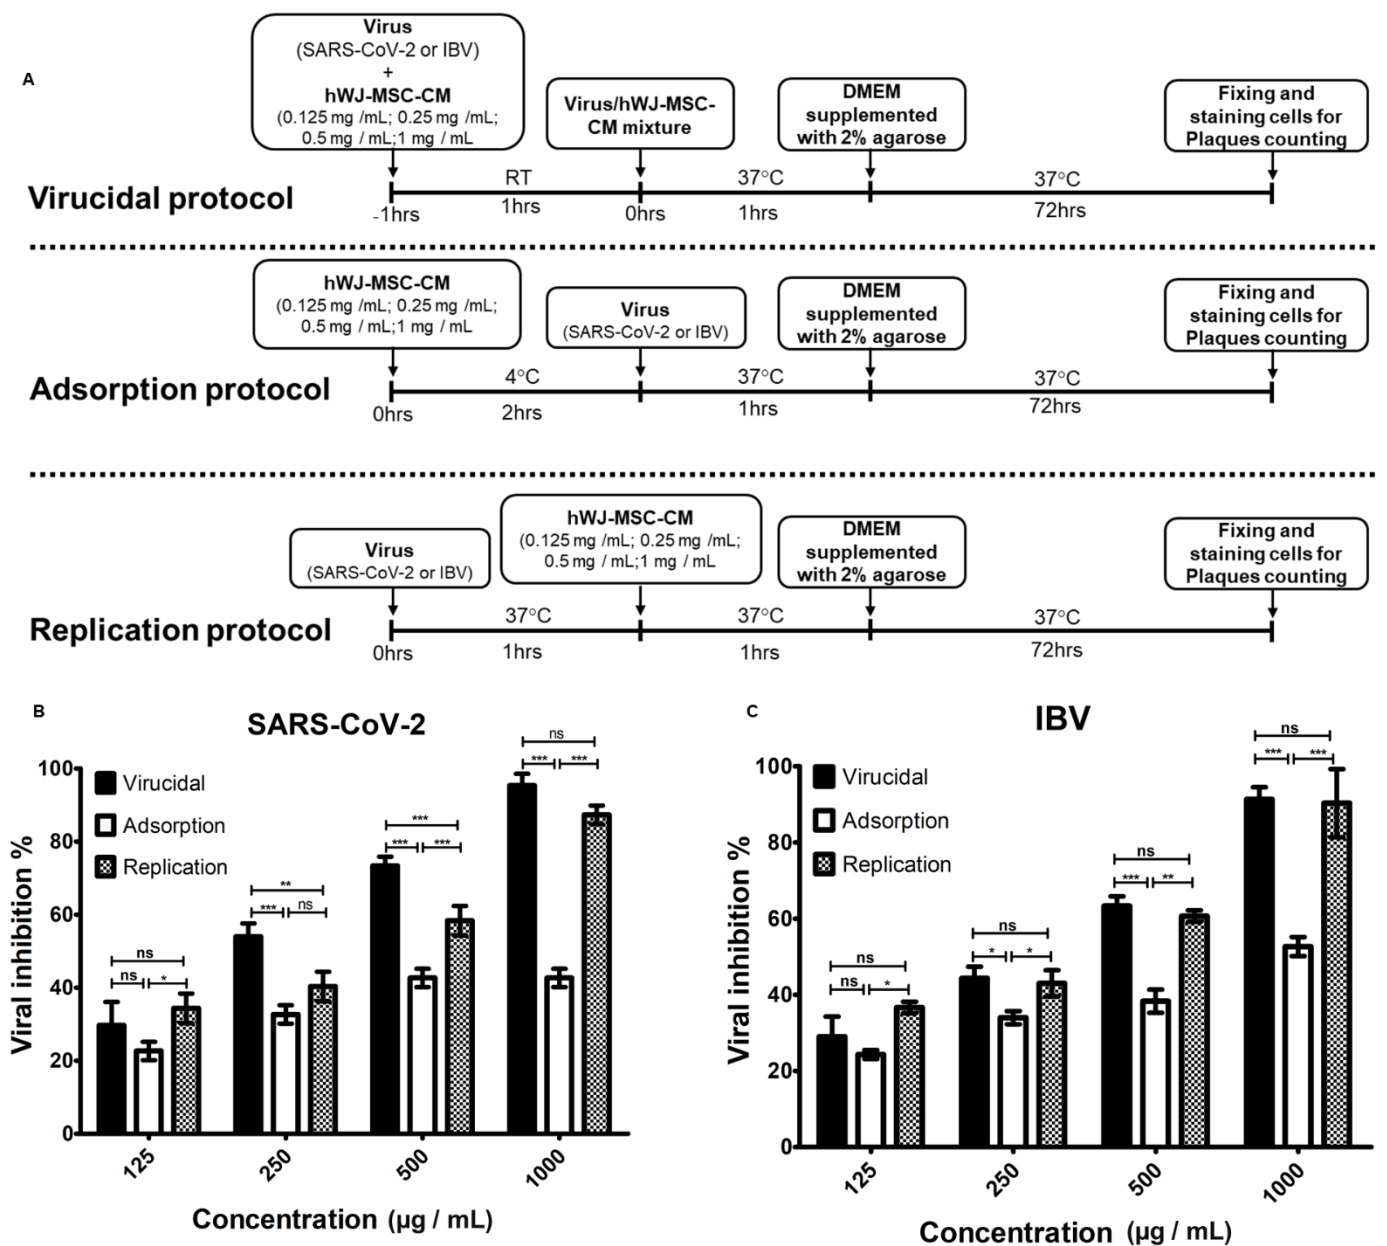 A
Virus
(SARS-CoV-2 or IBV)
+
hWJ-MSC-CM
(0.125 mg /mL; 0.25 mg /mL;
0.5 mg / mL;1 mg / mL
Virus/hWJ-MSC-
CM mixture
DMEM
supplemented
with 2% agarose
Fixing and
staining cells for
Plaques counting
Virucidal protocol
RT
37°C
37°C
-1hrs
1hrs
0hrs
1hrs
72hrs
hWJ-MSC-CM
(0.125 mg /mL; 0.25 mg /mL;
0.5 mg / mL;1 mg / mL
Virus
(SARS-CoV-2 or IBV)
DMEM
supplemented
with 2% agarose
Fixing and
staining cells for
Plaques counting
Adsorption protocol
4°C
37°C
37°C
0hrs
2hrs
1hrs
72hrs
Virus
(SARS-CoV-2 or IBV)
hWJ-MSC-CM
(0.125 mg /mL; 0.25 mg /mL;
0.5 mg / mL;1 mg / mL
DMEM
supplemented
with 2% agarose
Fixing and
staining cells for
Plaques counting
Replication protocol
37°C
37°C
37°C
0hrs
1hrs
1hrs
72hrs
B
SARS-CoV-2
Viral inhibition %
100
80
60
40
20
0
Virucidal
Adsorption
Replication
ns
ns
*
**
***
ns
***
***
***
ns
***
***
125
250
500
1000
Concentration (µg / mL)
C
IBV
Viral inhibition %
100
80
60
40
20
0
Virucidal
Adsorption
Replication
ns
ns
*
ns
*
*
ns
***
**
ns
***
***
125
250
500
1000
Concentration (µg / mL)